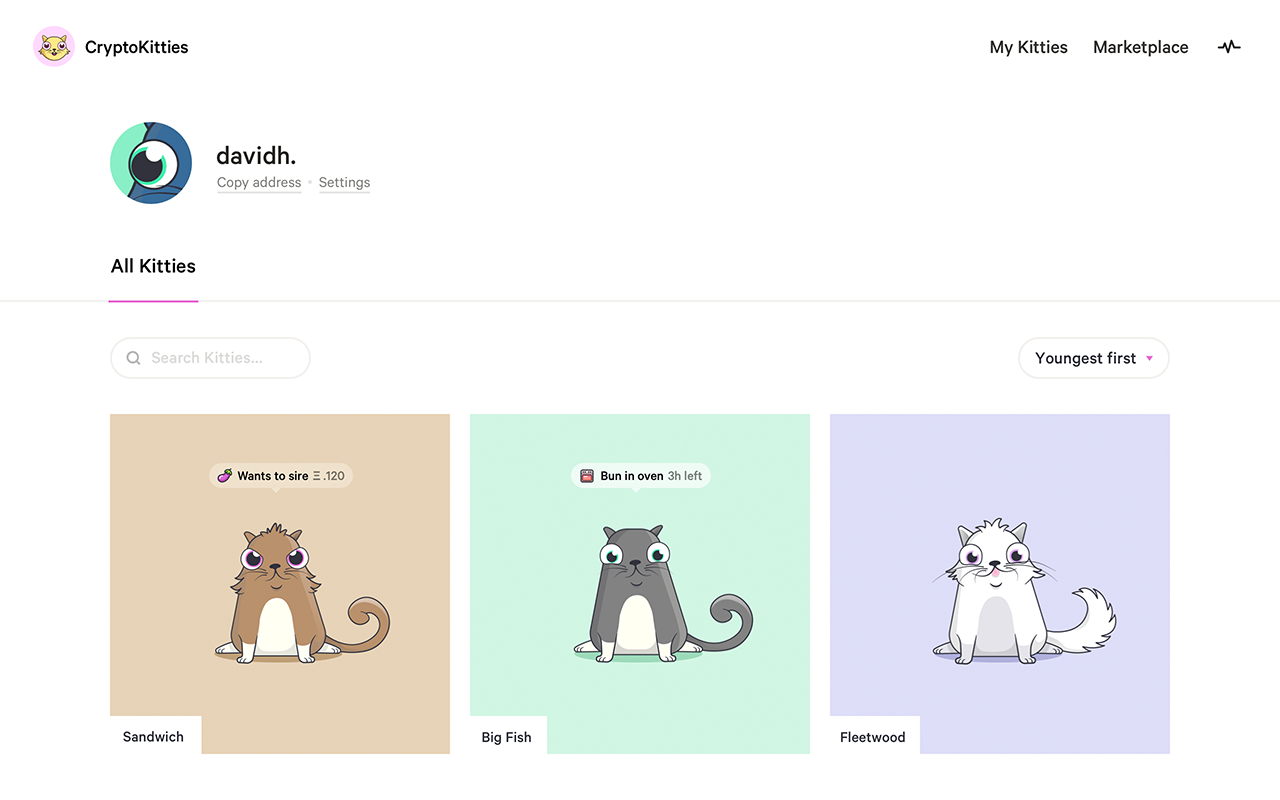 CryptoKitties
My Kitties
Marketplace
davidh.
Copy address • Settings
All Kitties
Search Kitties...
Youngest first
Wants to sire Ξ .120
Bun in oven 3h left
Sandwich
Big Fish
Fleetwood